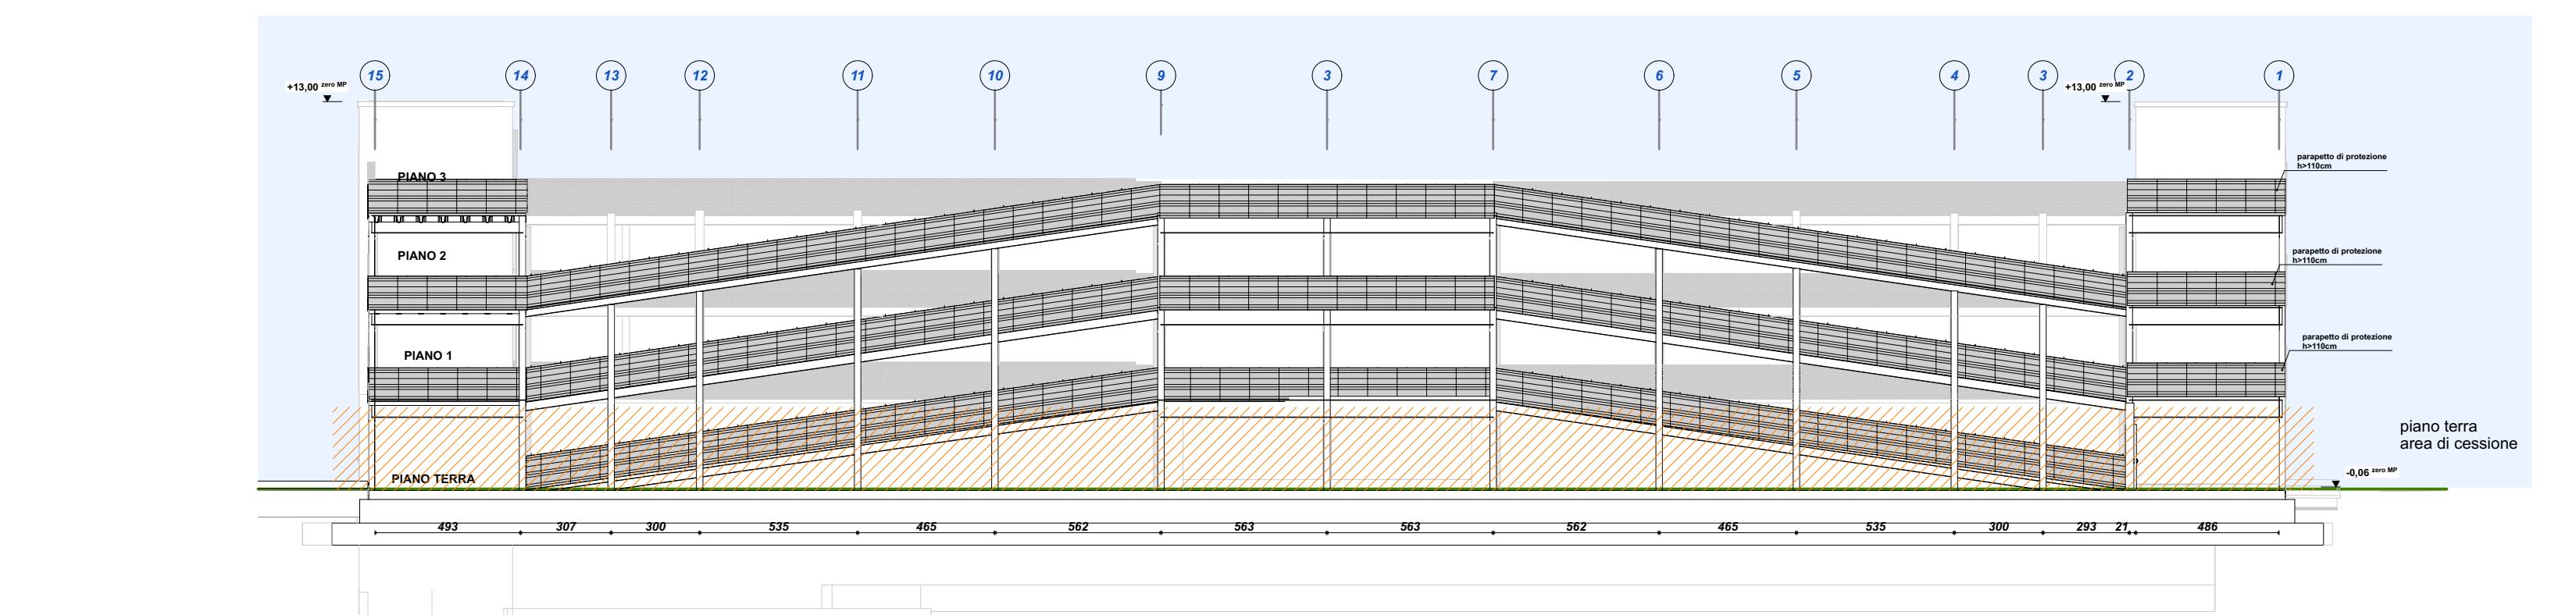 15 14 13 12 11 10 9 3 7 6 5 4 3 2 1
+13,00 zero MP
+13,00 zero MP
parapetto di protezione
h>110cm
PIANO 3
PIANO 2
parapetto di protezione
h>110cm
PIANO 1
parapetto di protezione
h>110cm
piano terra
area di cessione
PIANO TERRA
-0,06 zero MP
493 307 300 535 465 562 563 563 562 465 535 300 293 21 486